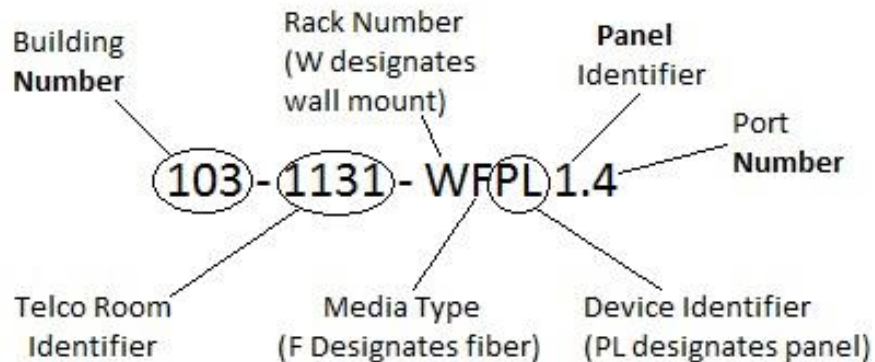 Building
Number
Rack Number
(W designates
wall mount)
Panel
Identifier
Port
Number
103-1131-WFPL1.4
Telco Room
Identifier
Media Type
(F Designates fiber)
Device Identifier
(PL designates panel)